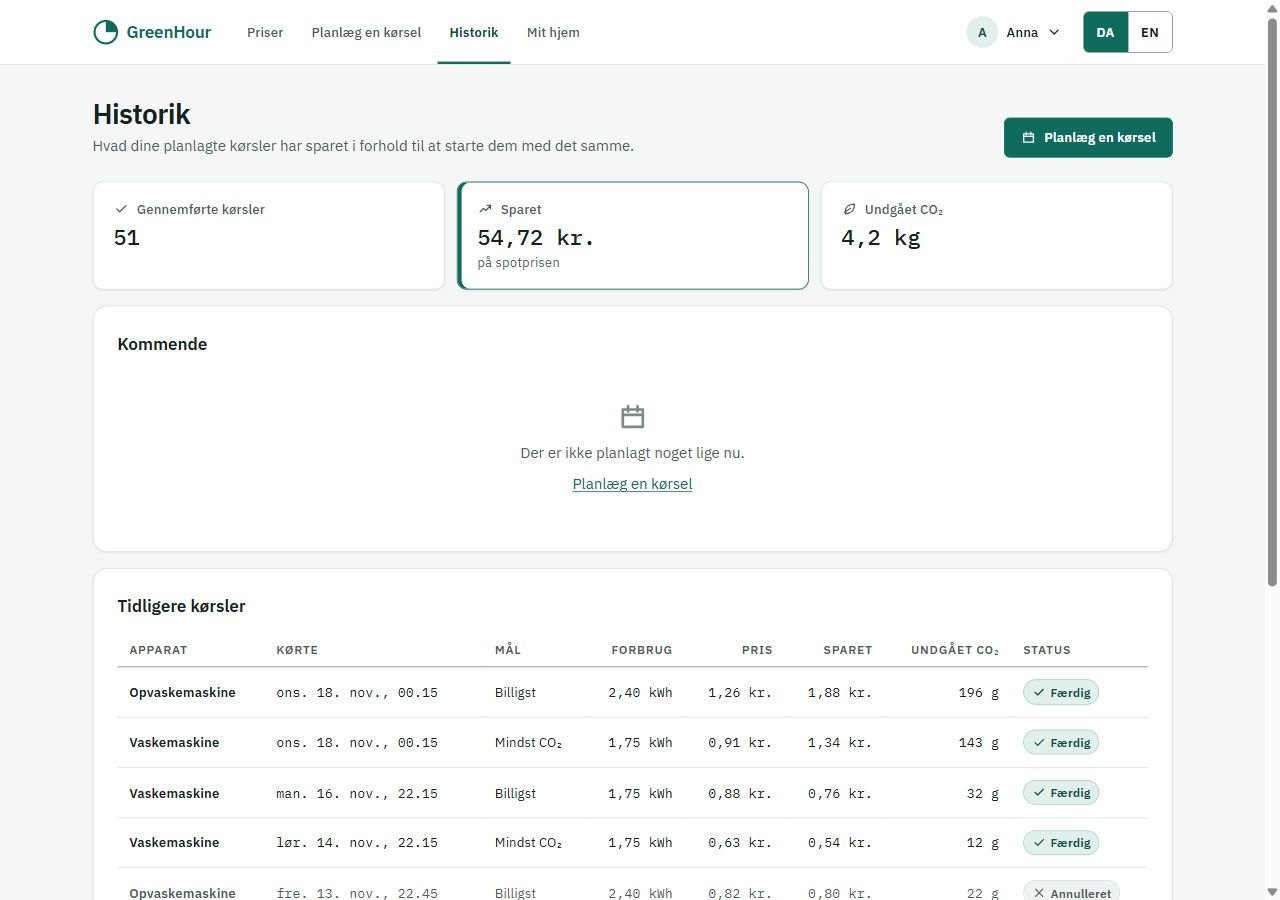 GreenHour Priser Planlæg en kørsel Historik Mit hjem A Anna DA EN
Historik
Hvad dine planlagte kørsler har sparet i forhold til at starte dem med det samme.
Planlæg en kørsel
Gennemførte kørsler
51
Sparet
54,72 kr.
på spotprisen
Undgået CO₂
4,2 kg
Kommende
Der er ikke planlagt noget lige nu.
Planlæg en kørsel
Tidligere kørsler
APPARAT KØRTE MÅL FORBRUG PRIS SPARET UNDGÅET CO₂ STATUS
Opvaskemaskine ons. 18. nov., 00.15 Billigst 2,40 kWh 1,26 kr. 1,88 kr. 196 g Færdig
Vaskemaskine ons. 18. nov., 00.15 Mindst CO₂ 1,75 kWh 0,91 kr. 1,34 kr. 143 g Færdig
Vaskemaskine man. 16. nov., 22.15 Billigst 1,75 kWh 0,88 kr. 0,76 kr. 32 g Færdig
Vaskemaskine lør. 14. nov., 22.15 Mindst CO₂ 1,75 kWh 0,63 kr. 0,54 kr. 12 g Færdig
Opvaskemaskine fre. 13. nov., 22.45 Billigst 2,40 kWh 0,82 kr. 0,80 kr. 22 g Annulleret